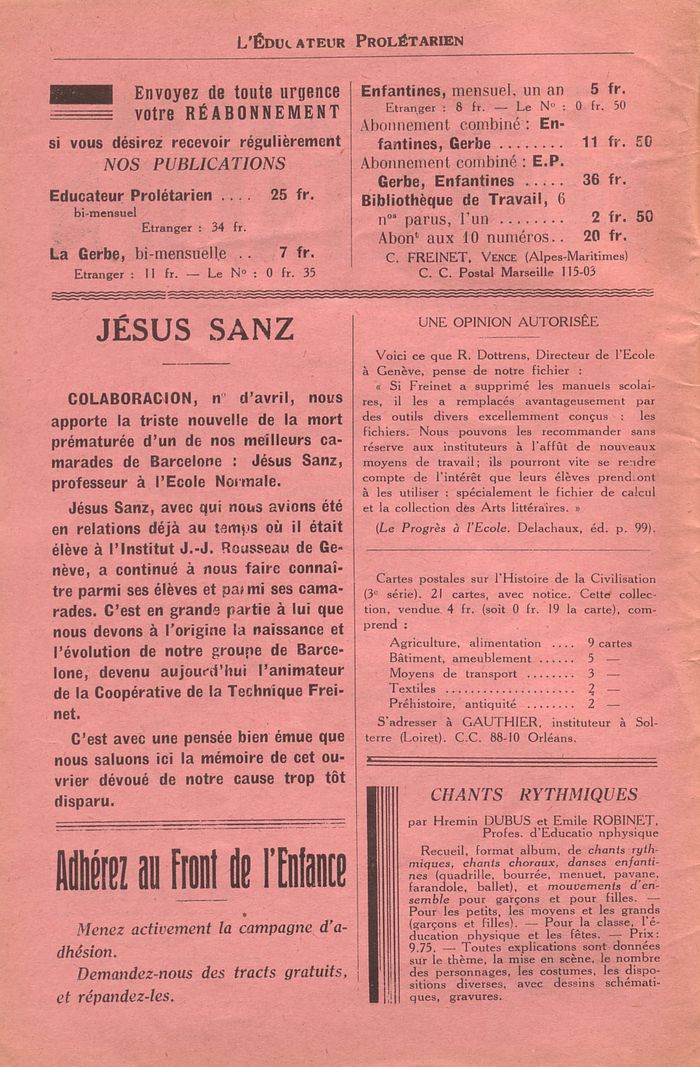 L'ÉDUCATEUR PROLÉTARIEN
Envoyez de toute urgence
votre RÉABONNEMENT
si vous désirez recevoir régulièrement
NOS PUBLICATIONS
Educateur Prolétarien .... 25 fr.
bi-mensuel
Etranger : 34 fr.
La Gerbe, bi-mensuelle .. 7 fr.
Etranger : 11 fr. — Le N° : 0 fr. 35
Enfantines, mensuel, un an 5 fr.
Etranger : 8 fr. — Le N° : 0 fr. 50
Abonnement combiné : En-
fantines, Gerbe ........ 11 fr. 50
Abonnement combiné : E.P.
Gerbe, Enfantines ..... 36 fr.
Bibliothèque de Travail, 6
nos parus, l'un ........ 2 fr. 50
Abont aux 10 numéros.. 20 fr.
C. FREINET, VENCE (Alpes-Maritimes)
C. C. Postal Marseille 115-03
JÉSUS SANZ
COLABORACION, n° d'avril, nous
apporte la triste nouvelle de la mort
prématurée d'un de nos meilleurs ca-
marades de Barcelone : Jésus Sanz,
professeur à l'Ecole Normale.
Jésus Sanz, avec qui nous avions été
en relations déjà au temps où il était
élève à l'Institut J.-J. Rousseau de Ge-
nève, a continué à nous faire connaî-
tre parmi ses élèves et parmi ses cama-
rades. C'est en grande partie à lui que
nous devons à l'origine la naissance et
l'évolution de notre groupe de Barce-
lone, devenu aujourd'hui l'animateur
de la Coopérative de la Technique Frei-
net.
C'est avec une pensée bien émue que
nous saluons ici la mémoire de cet ou-
vrier dévoué de notre cause trop tôt
disparu.
Adhérez au Front de l'Enfance
Menez activement la campagne d'a-
dhésion.
Demandez-nous des tracts gratuits,
et répandez-les.
UNE OPINION AUTORISÉE
Voici ce que R. Dottrens, Directeur de l'Ecole
à Genève, pense de notre fichier :
« Si Freinet a supprimé les manuels scolai-
res, il les a remplacés avantageusement par
des outils divers excellemment conçus : les
fichiers. Nous pouvons les recommander sans
réserve aux instituteurs à l'affût de nouveaux
moyens de travail ; ils pourront vite se rendre
compte de l'intérêt que leurs élèves prendront
à les utiliser : spécialement le fichier de calcul
et la collection des Arts littéraires. »
(Le Progrès à l'Ecole. Delachaux, éd. p. 99).
Cartes postales sur l'Histoire de la Civilisation
(3e série). 21 cartes, avec notice. Cette collec-
tion, vendue 4 fr. (soit 0 fr. 19 la carte), com-
prend :
Agriculture, alimentation .... 9 cartes
Bâtiment, ameublement ...... 5 —
Moyens de transport ........ 3 —
Textiles ..................... 2 —
Préhistoire, antiquité ........ 2 —
S'adresser à GAUTHIER, instituteur à Sol-
terre (Loiret). C.C. 88-10 Orléans.
CHANTS RYTHMIQUES
par Hremin DUBUS et Emile ROBINET,
Profes. d'Educatio nphysique
Recueil, format album, de chants ryth-
miques, chants choraux, danses enfanti-
nes (quadrille, bourrée, menuet, pavane,
farandole, ballet), et mouvements d'en-
semble pour garçons et pour filles. —
Pour les petits, les moyens et les grands
(garçons et filles). — Pour la classe, l'é-
ducation physique et les fêtes. — Prix :
9.75. — Toutes explications sont données
sur le thème, la mise en scène, le nombre
des personnages, les costumes, les dispo-
sitions diverses, avec dessins schémati-
ques, gravures.